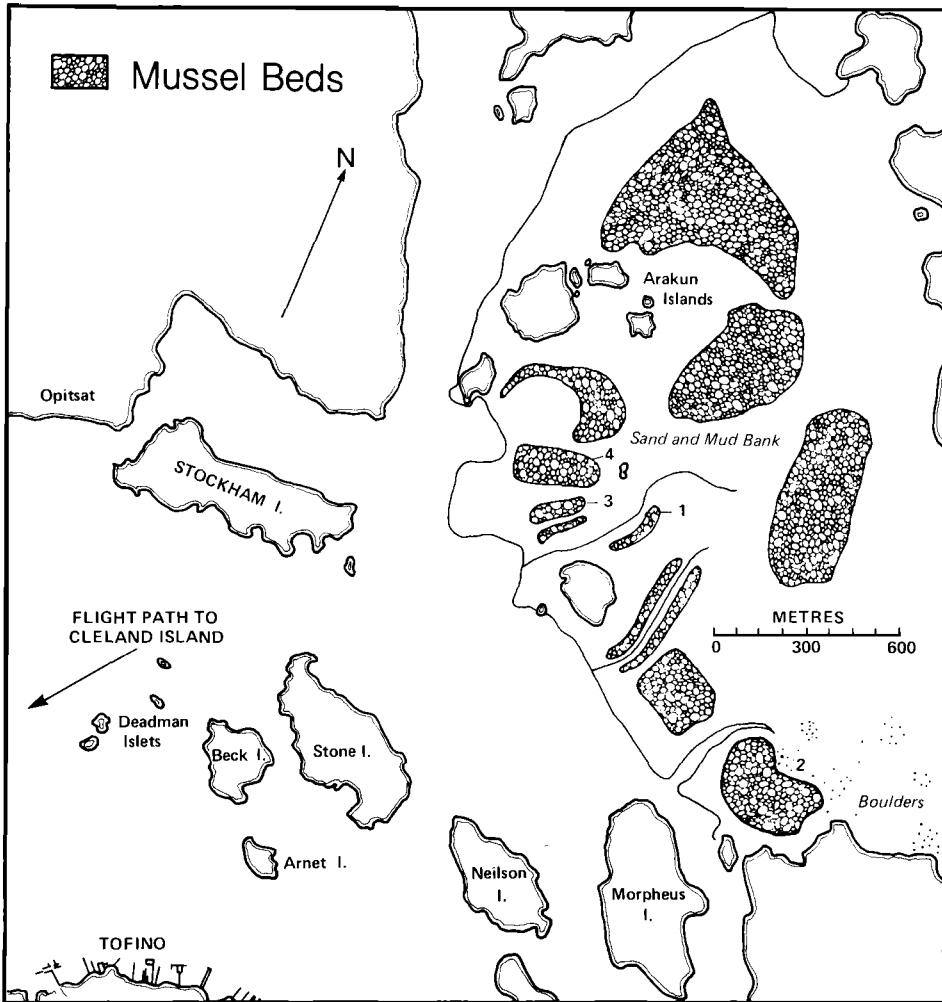 Mussel Beds
N
Arakun
Islands
Opitsat
Sand and Mud Bank
4
STOCKHAM I.
3
1
METRES
0 300 600
FLIGHT PATH TO
CLELAND ISLAND
Deadman
Islets
Beck I.
Stone I.
2
Boulders
Arnet I.
Neilson
I.
Morpheus
I.
TOFINO